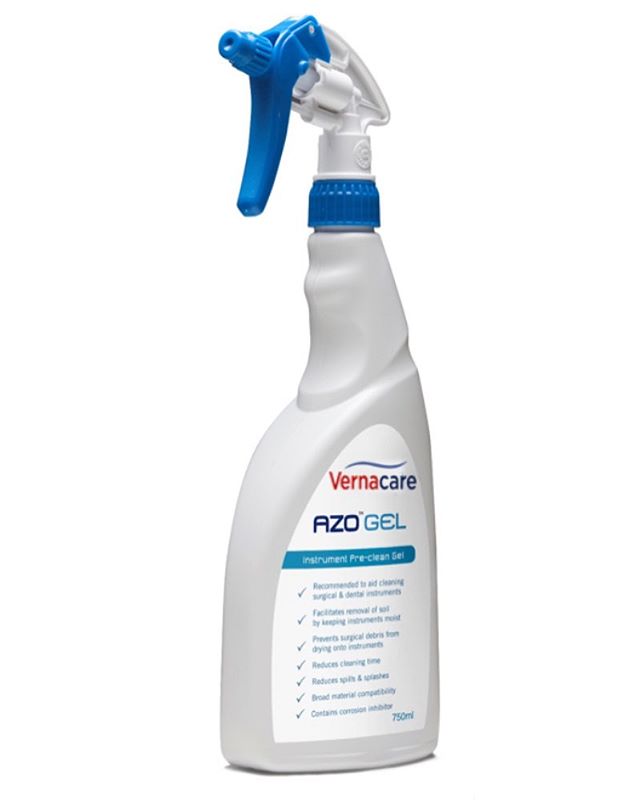 Vernacare
AZO™ GEL
Instrument Pre-clean Gel
✓ Recommended to aid cleaning
surgical & dental instruments
✓ Facilitates removal of soil
by keeping instruments moist
✓ Prevents surgical debris from
drying onto instruments
✓ Reduces cleaning time
✓ Reduces spills & splashes
✓ Broad material compatibility
✓ Contains corrosion inhibitor
750ml